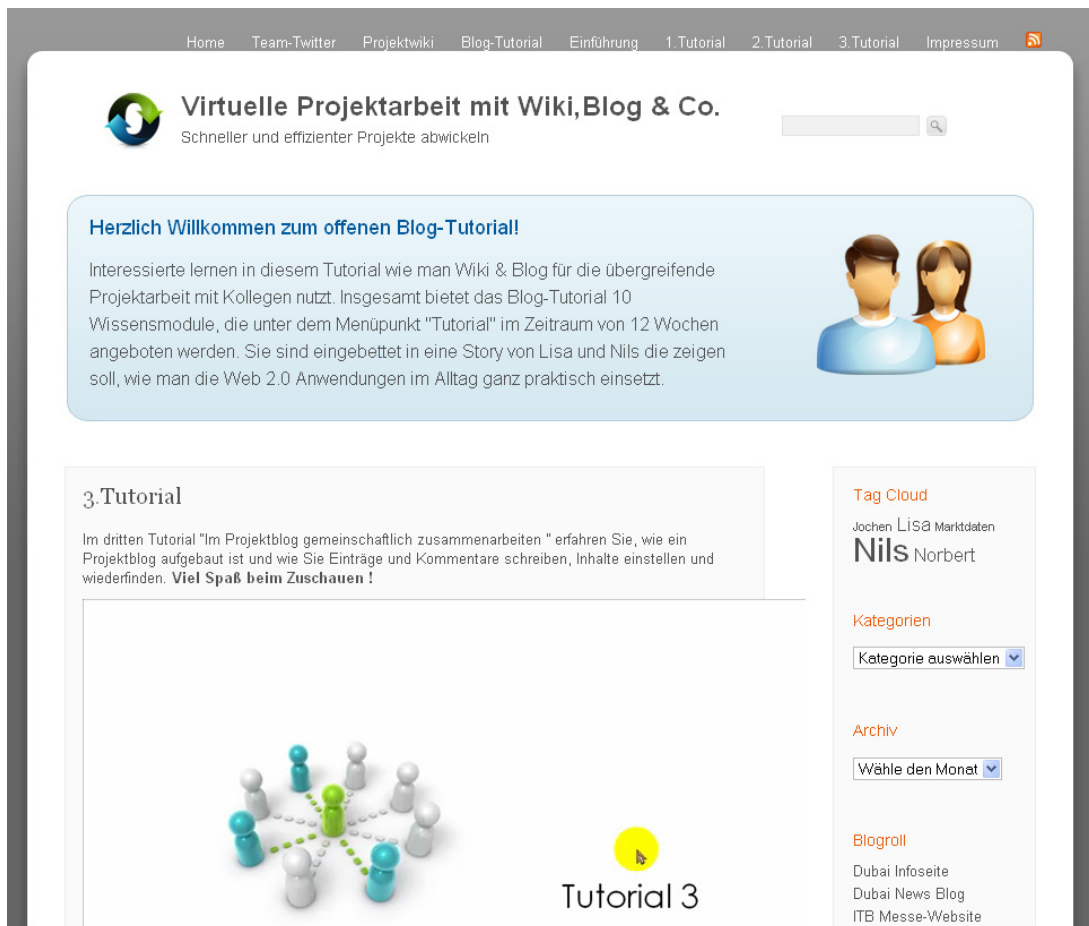 Home Team-Twitter Projektwiki Blog-Tutorial Einführung 1.Tutorial 2.Tutorial 3.Tutorial Impressum
Virtuelle Projektarbeit mit Wiki,Blog & Co.
Schneller und effizienter Projekte abwickeln
Herzlich Willkommen zum offenen Blog-Tutorial!
Interessierte lernen in diesem Tutorial wie man Wiki & Blog für die übergreifende
Projektarbeit mit Kollegen nutzt. Insgesamt bietet das Blog-Tutorial 10
Wissensmodule, die unter dem Menüpunkt "Tutorial" im Zeitraum von 12 Wochen
angeboten werden. Sie sind eingebettet in eine Story von Lisa und Nils die zeigen
soll, wie man die Web 2.0 Anwendungen im Alltag ganz praktisch einsetzt.
3.Tutorial
Im dritten Tutorial "Im Projektblog gemeinschaftlich zusammenarbeiten " erfahren Sie, wie ein
Projektblog aufgebaut ist und wie Sie Einträge und Kommentare schreiben, Inhalte einstellen und
wiederfinden. Viel Spaß beim Zuschauen !
Tutorial 3
Tag Cloud
Jochen Lisa Marktdaten
Nils Norbert
Kategorien
Kategorie auswählen
Archiv
Wähle den Monat
Blogroll
Dubai Infoseite
Dubai News Blog
ITB Messe-Website